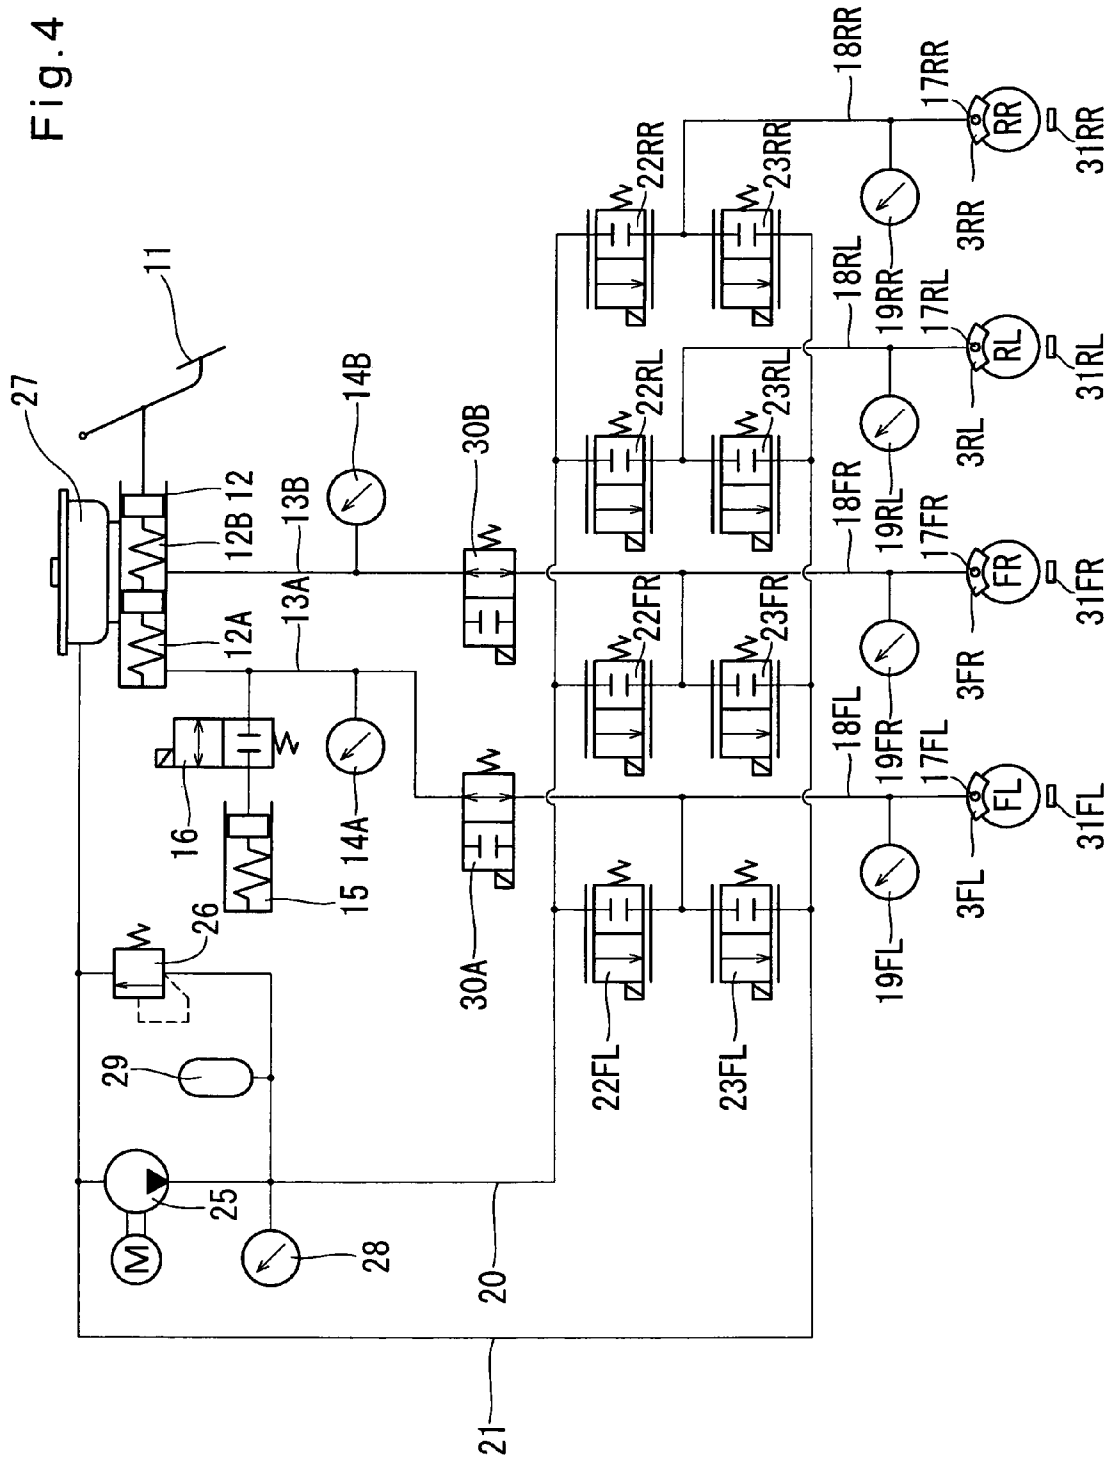 Fig.4
27
11
12
12B
12A
13B
13A
14B
14A
16
15
26
29
25
M
28
20
21
30B
30A
22RR
23RR
22RL
23RL
22FR
23FR
22FL
23FL
18RR
18RL
18FR
18FL
19RR
19RL
19FR
19FL
17RR
17RL
17FR
17FL
3RR
3RL
3FR
3FL
RR
RL
FR
FL
31RR
31RL
31FR
31FL